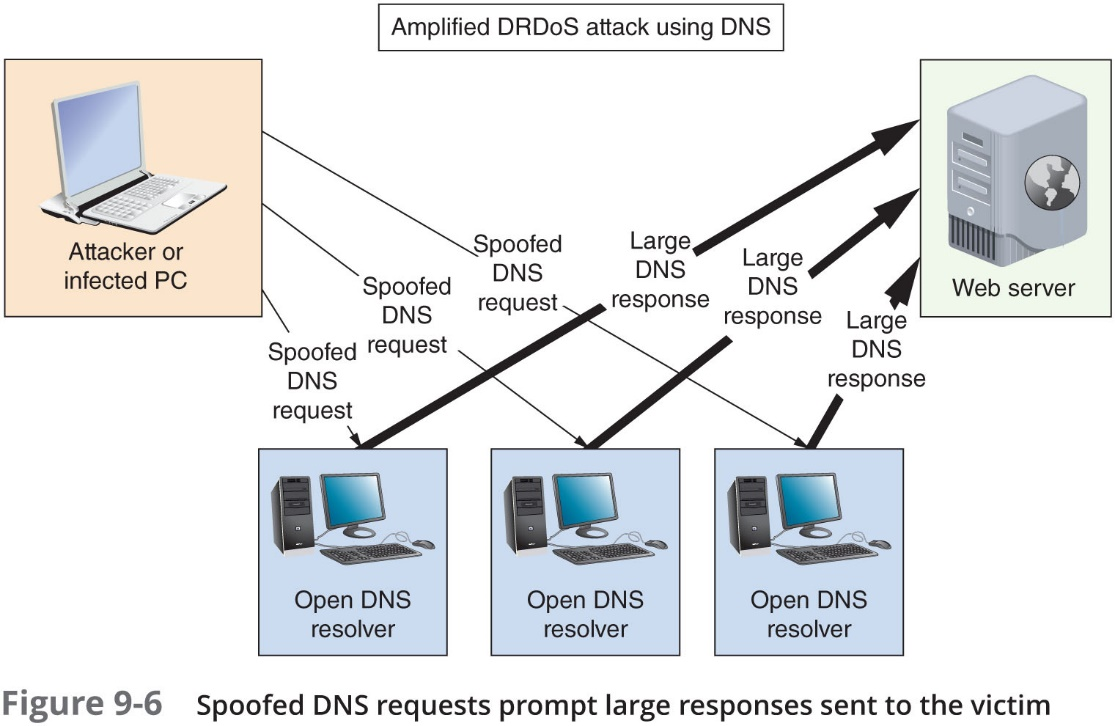 Amplified DRDoS attack using DNS
Attacker or
infected PC
Spoofed
DNS
request
Spoofed
DNS
request
Spoofed
DNS
request
Large
DNS
response
Large
DNS
response
Large
DNS
response
Web server
Open DNS
resolver
Open DNS
resolver
Open DNS
resolver
Figure 9-6 Spoofed DNS requests prompt large responses sent to the victim